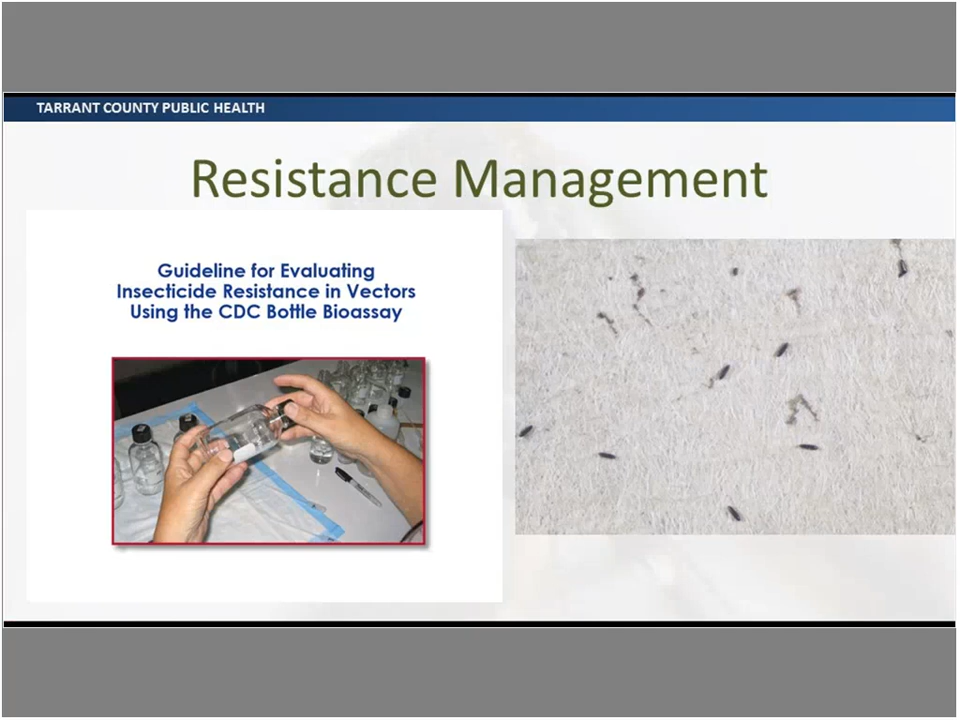 TARRANT COUNTY PUBLIC HEALTH
Resistance Management
Guideline for Evaluating
Insecticide Resistance in Vectors
Using the CDC Bottle Bioassay